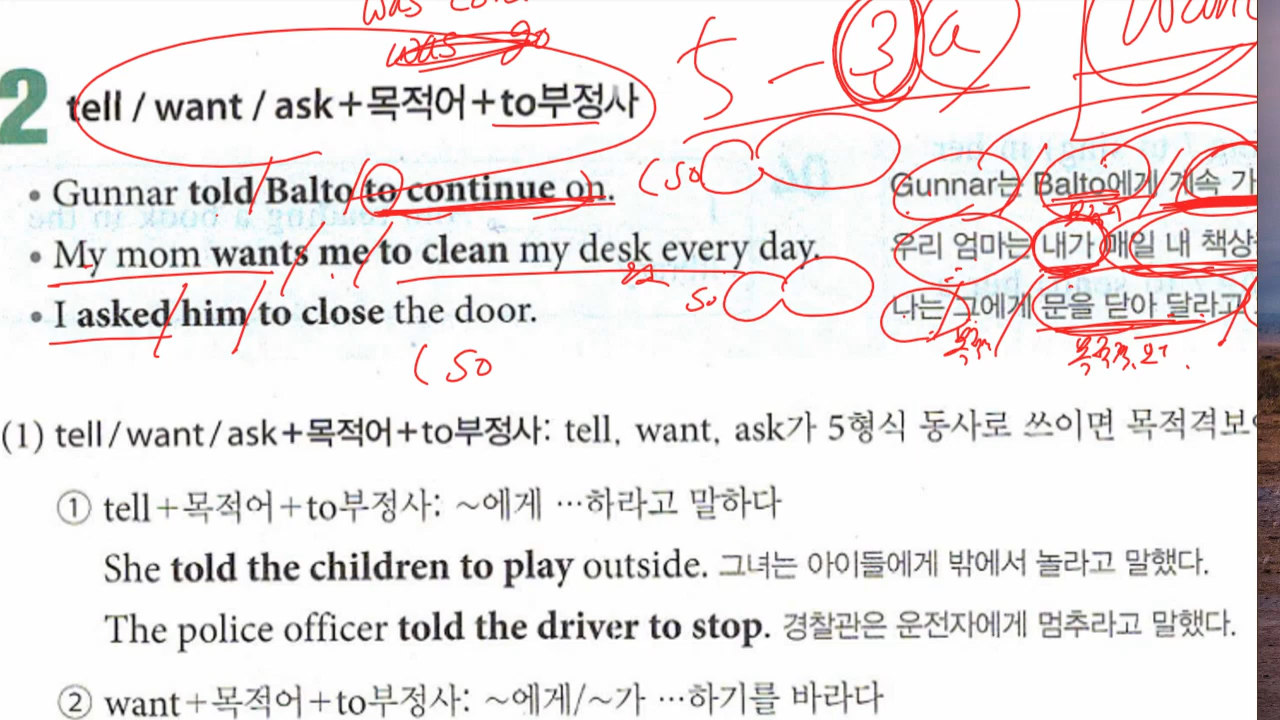 was
was go
5 - 3 a
2 tell / want / ask+목적어+to부정사
• Gunnar told Balto to continue on. Gunnar는 Balto에게 계속 가
(so
• My mom wants me to clean my desk every day. 우리 엄마는 내가 매일 내 책상
so
• I asked him to close the door. 나는 그에게 문을 닫아 달라고
(so
(1) tell/want/ask+목적어+to부정사: tell, want, ask가 5형식 동사로 쓰이면 목적격보
① tell+목적어+to부정사: ~에게 …하라고 말하다
She told the children to play outside. 그녀는 아이들에게 밖에서 놀라고 말했다.
The police officer told the driver to stop. 경찰관은 운전자에게 멈추라고 말했다.
② want+목적어+to부정사: ~에게/~가 …하기를 바라다